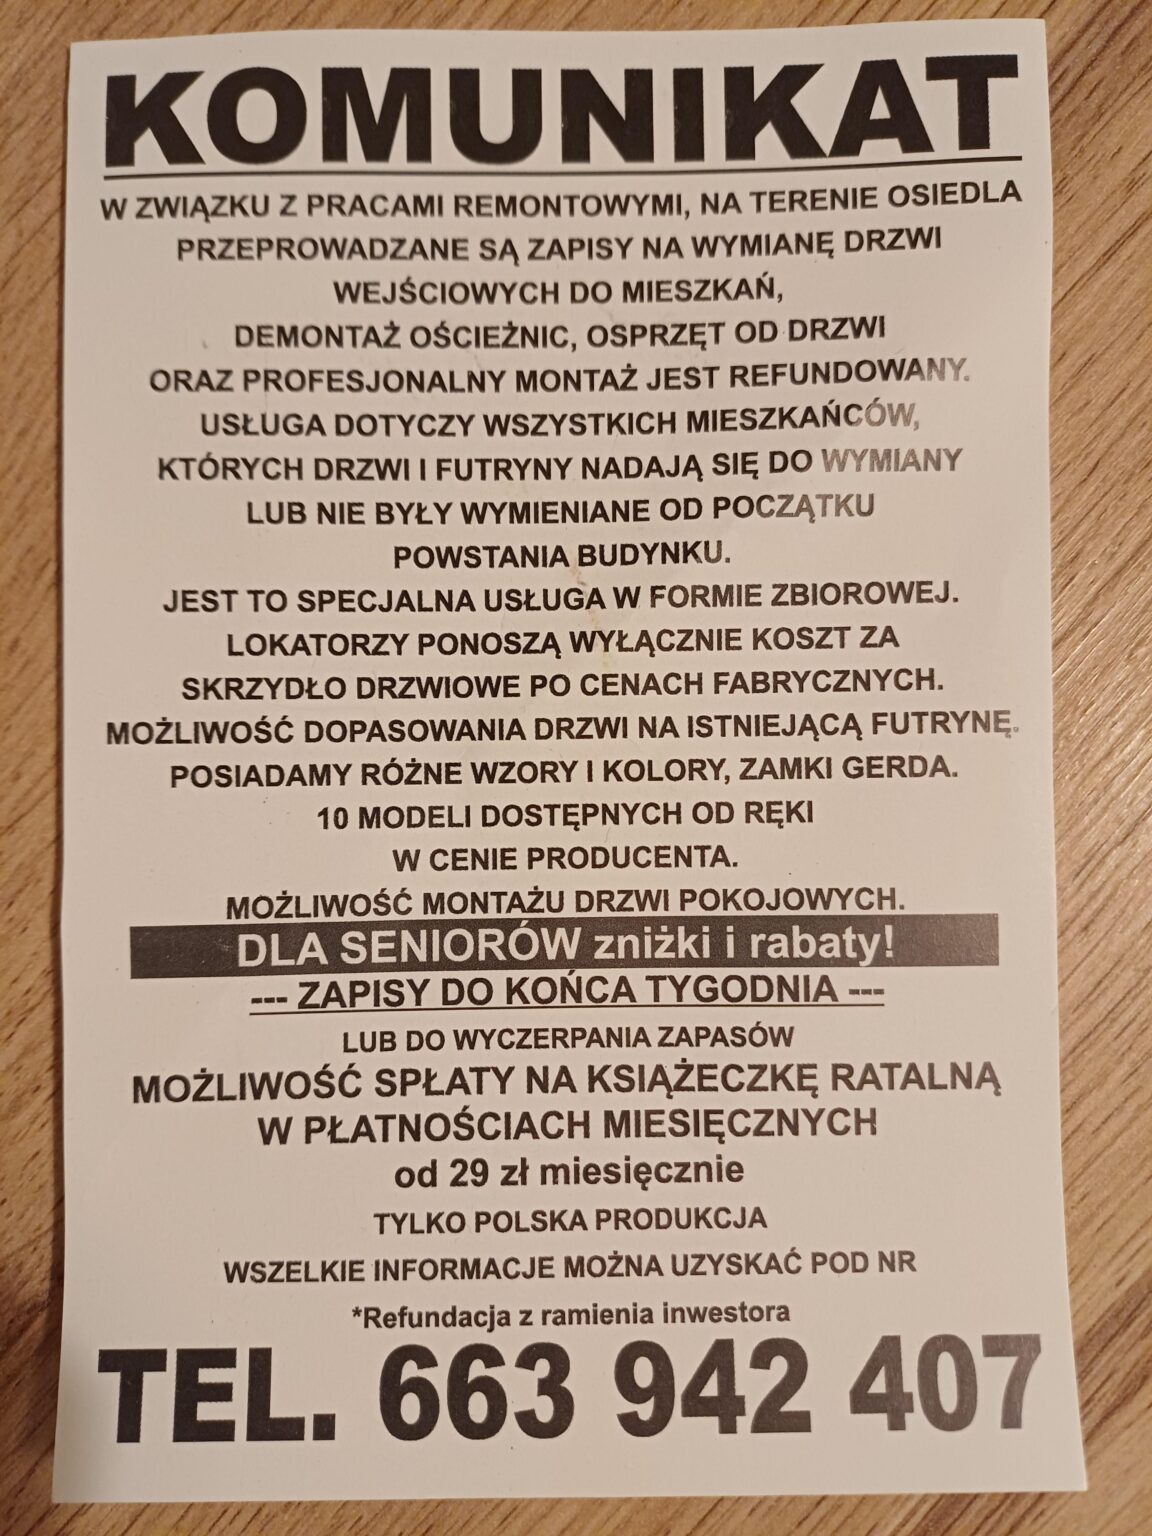 KOMUNIKAT
W ZWIĄZKU Z PRACAMI REMONTOWYMI, NA TERENIE OSIEDLA
PRZEPROWADZANE SĄ ZAPISY NA WYMIANĘ DRZWI
WEJŚCIOWYCH DO MIESZKAŃ,
DEMONTAŻ OŚCIEŻNIC, OSPRZĘT OD DRZWI
ORAZ PROFESJONALNY MONTAŻ JEST REFUNDOWANY.
USŁUGA DOTYCZY WSZYSTKICH MIESZKAŃCÓW,
KTÓRYCH DRZWI I FUTRYNY NADAJĄ SIĘ DO WYMIANY
LUB NIE BYŁY WYMIENIANE OD POCZĄTKU
POWSTANIA BUDYNKU.
JEST TO SPECJALNA USŁUGA W FORMIE ZBIOROWEJ.
LOKATORZY PONOSZĄ WYŁĄCZNIE KOSZT ZA
SKRZYDŁO DRZWIOWE PO CENACH FABRYCZNYCH.
MOŻLIWOŚĆ DOPASOWANIA DRZWI NA ISTNIEJĄCĄ FUTRYNĘ.
POSIADAMY RÓŻNE WZORY I KOLORY, ZAMKI GERDA.
10 MODELI DOSTĘPNYCH OD RĘKI
W CENIE PRODUCENTA.
MOŻLIWOŚĆ MONTAŻU DRZWI POKOJOWYCH.
DLA SENIORÓW zniżki i rabaty!
--- ZAPISY DO KOŃCA TYGODNIA ---
LUB DO WYCZERPANIA ZAPASÓW
MOŻLIWOŚĆ SPŁATY NA KSIĄŻECZKĘ RATALNĄ
W PŁATNOŚCIACH MIESIĘCZNYCH
od 29 zł miesięcznie
TYLKO POLSKA PRODUKCJA
WSZELKIE INFORMACJE MOŻNA UZYSKAĆ POD NR
*Refundacja z ramienia inwestora
TEL. 663 942 407